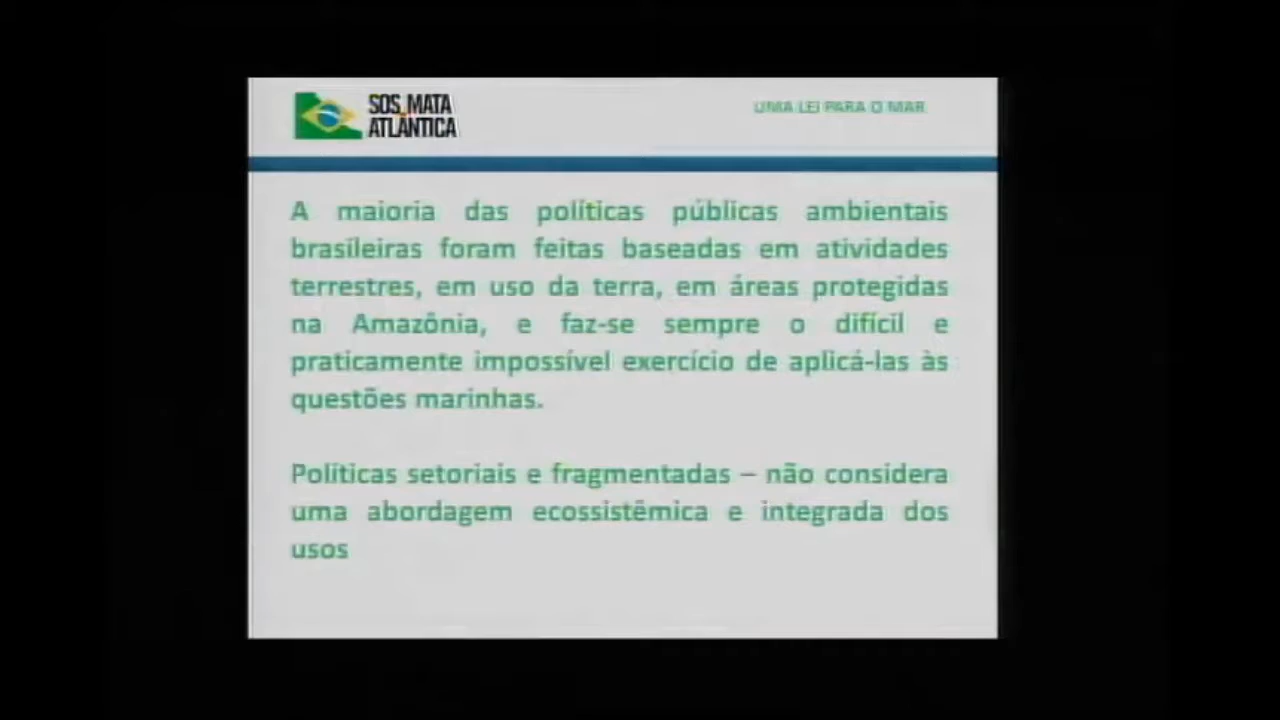 SOS MATA
ATLÂNTICA
UMA LEI PARA O MAR
A maioria das políticas públicas ambientais
brasileiras foram feitas baseadas em atividades
terrestres, em uso da terra, em áreas protegidas
na Amazônia, e faz-se sempre o difícil e
praticamente impossível exercício de aplicá-las às
questões marinhas.
Políticas setoriais e fragmentadas – não considera
uma abordagem ecossistêmica e integrada dos
usos